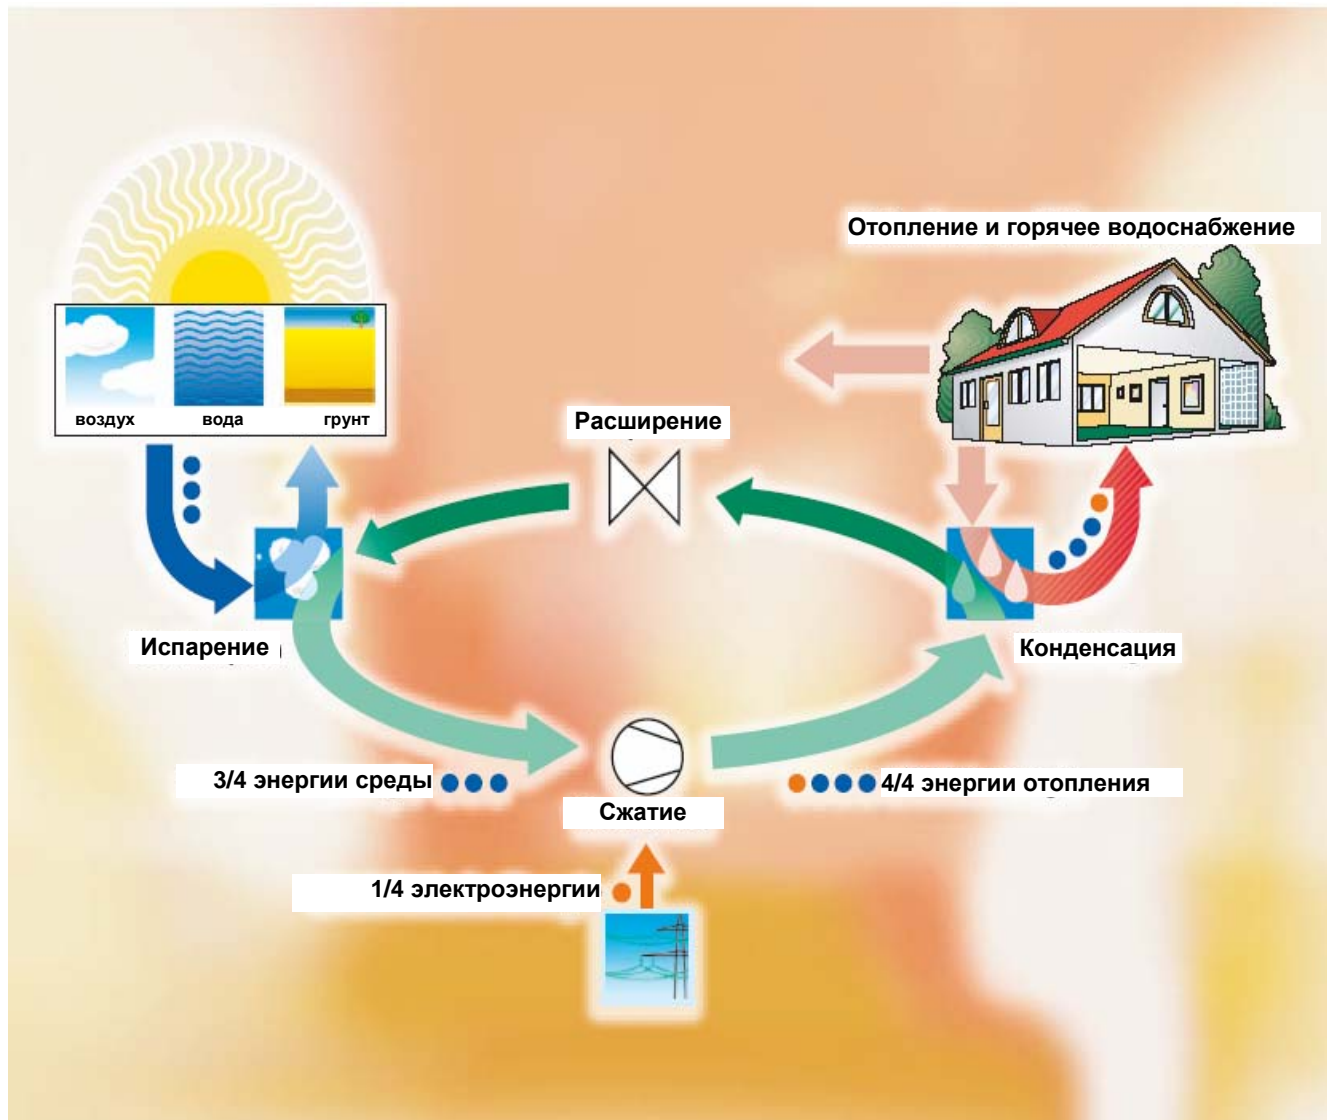 Отопление и горячее водоснабжение
воздух вода грунт
Расширение
Испарение
Конденсация
3/4 энергии среды
4/4 энергии отопления
Сжатие
1/4 электроэнергии